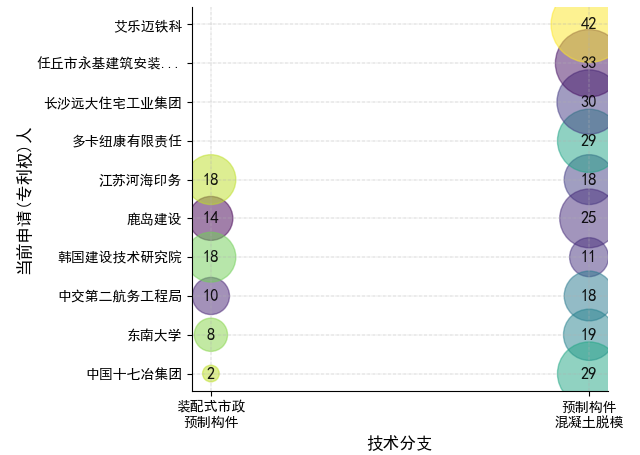 艾乐迈铁科
42
任丘市永基建筑安装...
33
长沙远大住宅工业集团
30
多卡纽康有限责任
29
江苏河海印务
18
18
鹿岛建设
14
25
韩国建设技术研究院
18
11
中交第二航务工程局
10
18
东南大学
8
19
中国十七冶集团
2
29
当前申请(专利权)人
装配式市政
预制构件
预制构件
混凝土脱模
技术分支